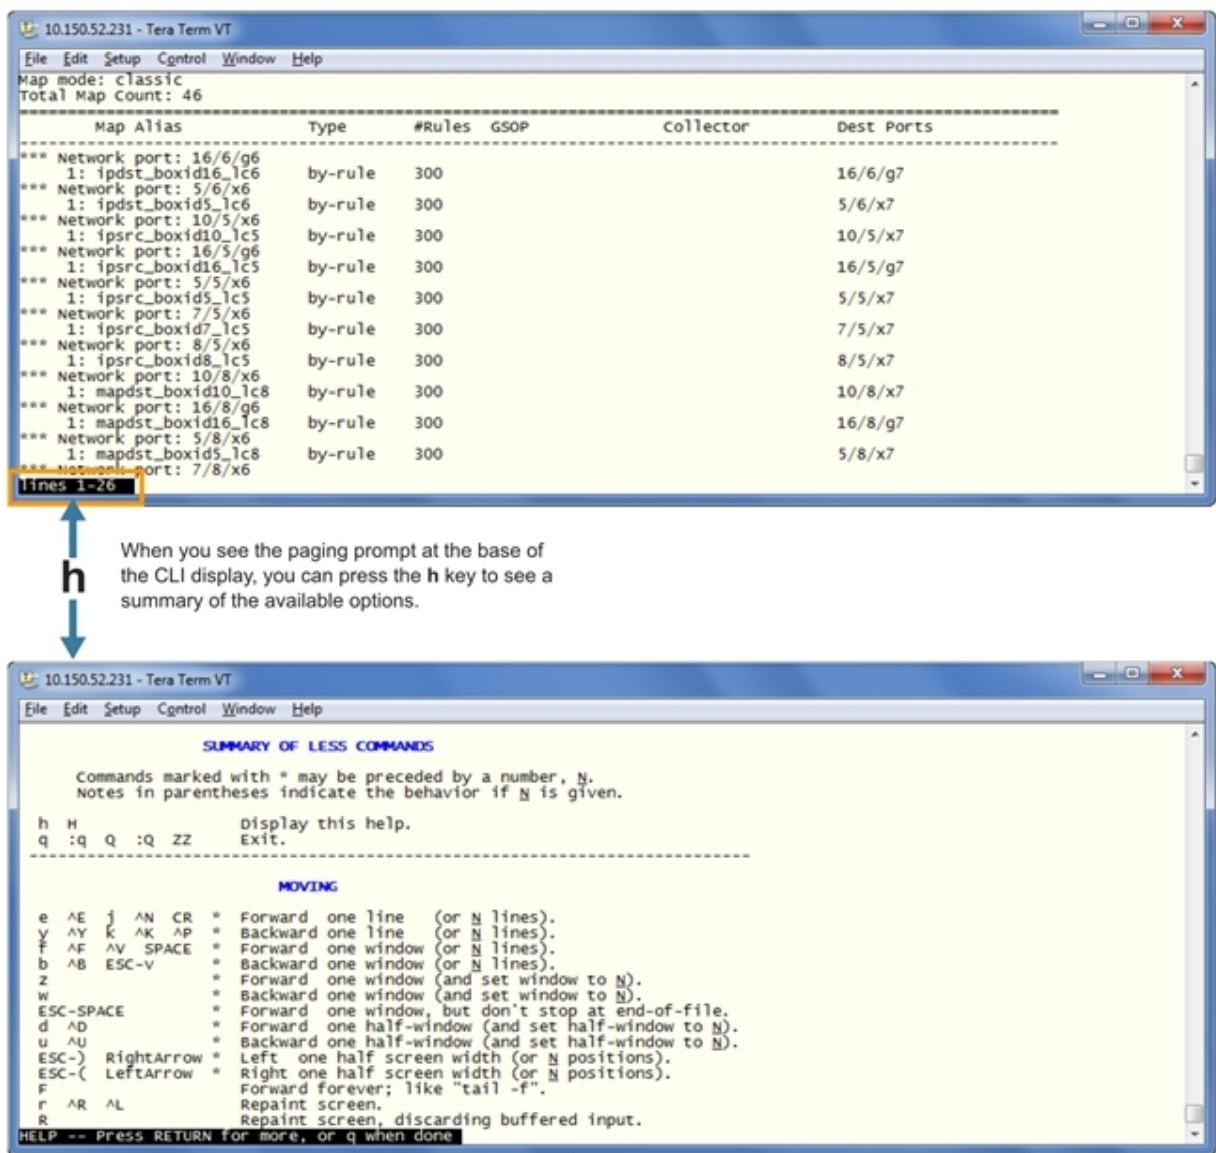 10.150.52.231 - Tera Term VT
File Edit Setup Control Window Help
Map mode: classic
Total Map Count: 46
==========================================================
Map Alias Type #Rules GSOP Collector Dest Ports
----------------------------------------------------------
*** Network port: 16/6/g6
1: ipdst_boxid16_lc6 by-rule 300 16/6/g7
*** Network port: 5/6/x6
1: ipdst_boxid5_lc6 by-rule 300 5/6/x7
*** Network port: 10/5/x6
1: ipsrc_boxid10_lc5 by-rule 300 10/5/x7
*** Network port: 16/5/g6
1: ipsrc_boxid16_lc5 by-rule 300 16/5/g7
*** Network port: 5/5/x6
1: ipsrc_boxid5_lc5 by-rule 300 5/5/x7
*** Network port: 7/5/x6
1: ipsrc_boxid7_lc5 by-rule 300 7/5/x7
*** Network port: 8/5/x6
1: ipsrc_boxid8_lc5 by-rule 300 8/5/x7
*** Network port: 10/8/x6
1: mapdst_boxid10_lc8 by-rule 300 10/8/x7
*** Network port: 16/8/g6
1: mapdst_boxid16_lc8 by-rule 300 16/8/g7
*** Network port: 5/8/x6
1: mapdst_boxid5_lc8 by-rule 300 5/8/x7
*** Network port: 7/8/x6
lines 1-26
h
When you see the paging prompt at the base of
the CLI display, you can press the h key to see a
summary of the available options.
10.150.52.231 - Tera Term VT
File Edit Setup Control Window Help
SUMMARY OF LESS COMMANDS
Commands marked with * may be preceded by a number, N.
Notes in parentheses indicate the behavior if N is given.
h H Display this help.
q :q Q :Q ZZ Exit.
----------------------------------------------------------
MOVING
e ^E j ^N CR * Forward one line (or N lines).
y ^Y k ^K ^P * Backward one line (or N lines).
f ^F ^V SPACE * Forward one window (or N lines).
b ^B ESC-v * Backward one window (or N lines).
z * Forward one window (and set window to N).
w * Backward one window (and set window to N).
ESC-SPACE * Forward one window, but don't stop at end-of-file.
d ^D * Forward one half-window (and set half-window to N).
u ^U * Backward one half-window (and set half-window to N).
ESC-) RightArrow * Left one half screen width (or N positions).
ESC-( LeftArrow * Right one half screen width (or N positions).
F Forward forever; like "tail -f".
r ^R ^L Repaint screen.
R Repaint screen, discarding buffered input.
HELP -- Press RETURN for more, or q when done